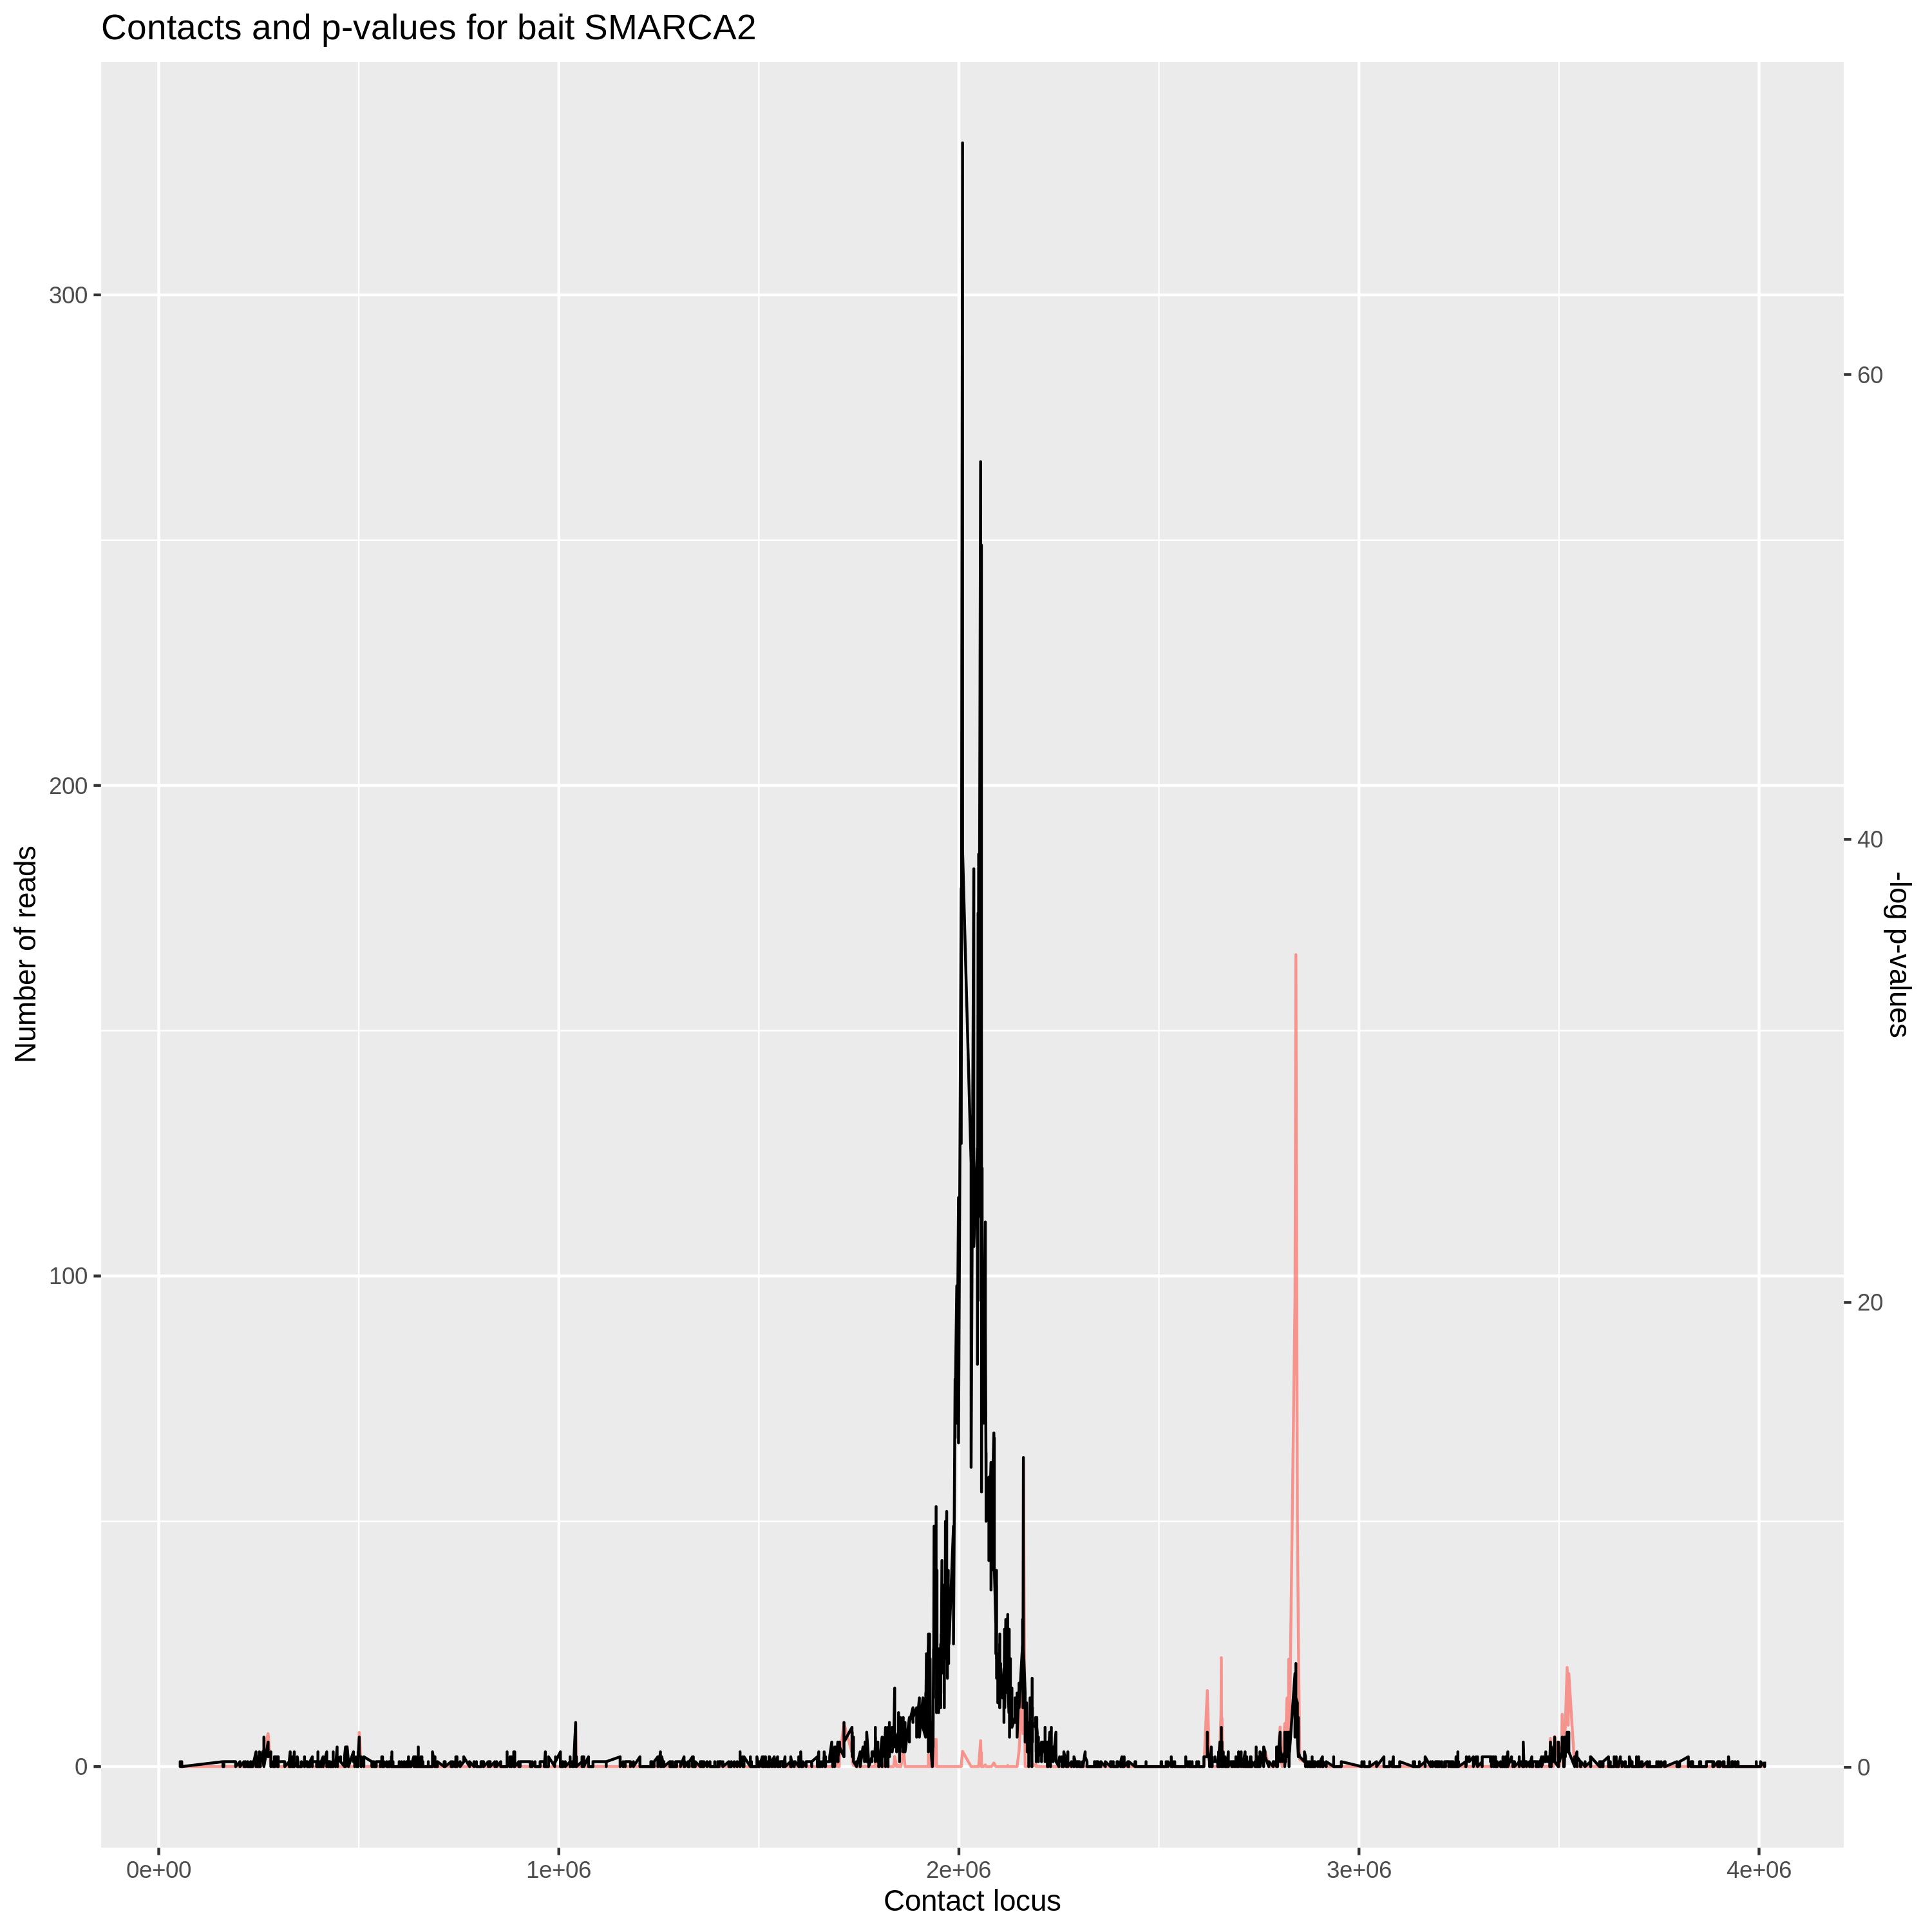 Contacts and p-values for bait SMARCA2
Number of reads
300
200
100
0
60
40
20
0
-log p-values
0e+00
1e+06
2e+06
3e+06
4e+06
Contact locus